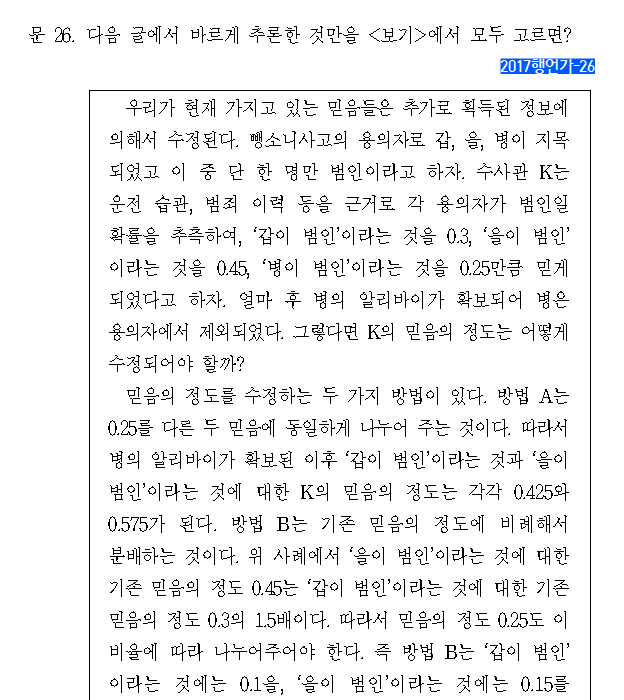 문 26. 다음 글에서 바르게 추론한 것만을 <보기>에서 모두 고르면?
2017행언가-26
우리가 현재 가지고 있는 믿음들은 추가로 획득된 정보에
의해서 수정된다. 뺑소니사고의 용의자로 갑, 을, 병이 지목
되었고 이 중 단 한 명만 범인이라고 하자. 수사관 K는
운전 습관, 범죄 이력 등을 근거로 각 용의자가 범인일
확률을 추측하여, ‘갑이 범인’이라는 것을 0.3, ‘을이 범인’
이라는 것을 0.45, ‘병이 범인’이라는 것을 0.25만큼 믿게
되었다고 하자. 얼마 후 병의 알리바이가 확보되어 병은
용의자에서 제외되었다. 그렇다면 K의 믿음의 정도는 어떻게
수정되어야 할까?
믿음의 정도를 수정하는 두 가지 방법이 있다. 방법 A는
0.25를 다른 두 믿음에 동일하게 나누어 주는 것이다. 따라서
병의 알리바이가 확보된 이후 ‘갑이 범인’이라는 것과 ‘을이
범인’이라는 것에 대한 K의 믿음의 정도는 각각 0.425와
0.575가 된다. 방법 B는 기존 믿음의 정도에 비례해서
분배하는 것이다. 위 사례에서 ‘을이 범인’이라는 것에 대한
기존 믿음의 정도 0.45는 ‘갑이 범인’이라는 것에 대한 기존
믿음의 정도 0.3의 1.5배이다. 따라서 믿음의 정도 0.25도 이
비율에 따라 나누어주어야 한다. 즉 방법 B는 ‘갑이 범인’
이라는 것에는 0.1을, ‘을이 범인’이라는 것에는 0.15를